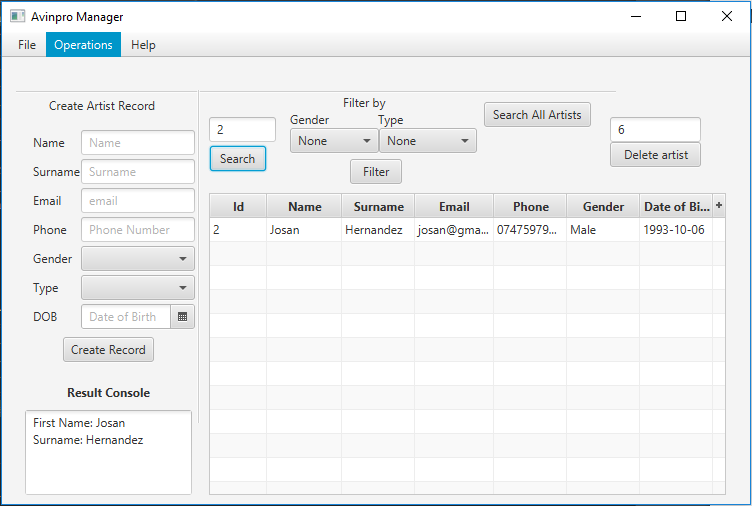 Avinpro Manager
File Operations Help
Create Artist Record
Name Name
Surname Surname
Email email
Phone Phone Number
Gender
Type
DOB Date of Birth
Create Record
Result Console
First Name: Josan
Surname: Hernandez
2
Search
Filter by
Gender Type
None None
Filter
Search All Artists
6
Delete artist
Id Name Surname Email Phone Gender Date of Bi... +
2 Josan Hernandez josan@gma... 07475979... Male 1993-10-06